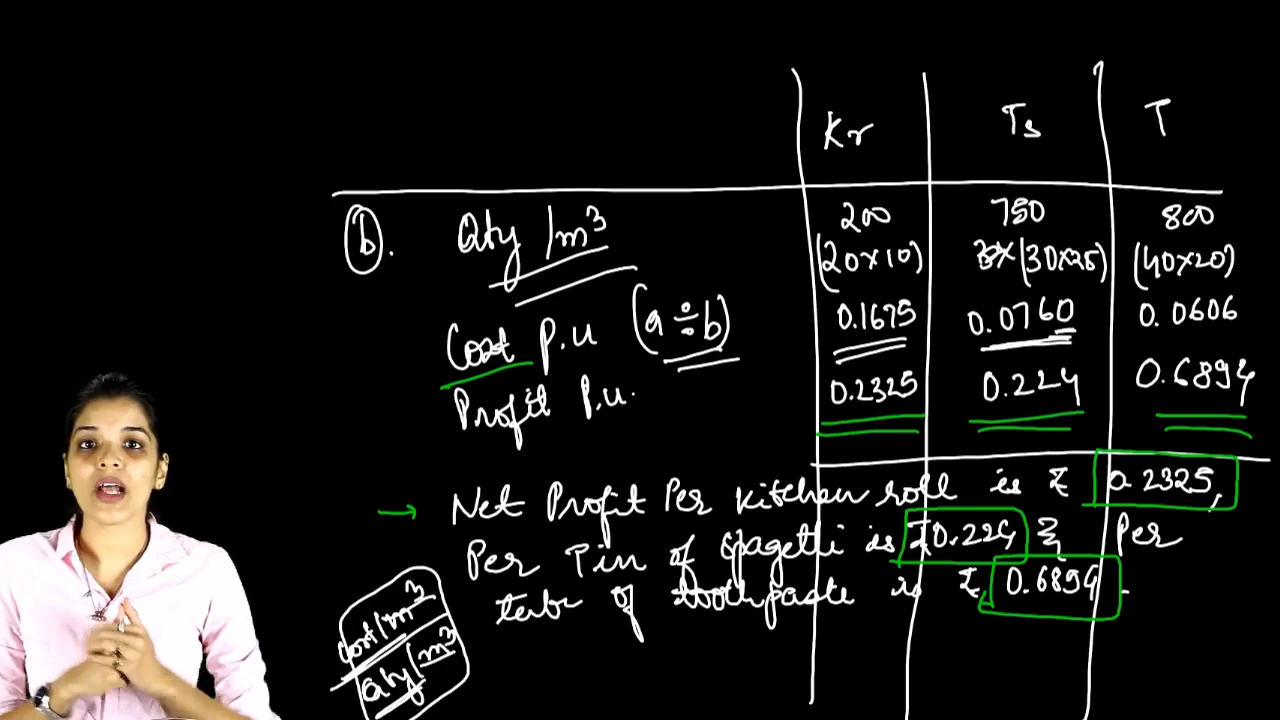 Kr Ts T
(b). Qty /m³ 200 750 800
(20×10) (30×25) (40×20)
Cost P.u (a ÷ b) 0.1675 0.0760 0.0606
Profit P.u. 0.2325 0.224 0.6894
→ Net Profit Per kitchen roll is ₹ 0.2325,
Per Tin of Spagetti is ₹0.224 & Per
tube of toothpaste is ₹ 0.6894.
Cost/m³
Qty/m³